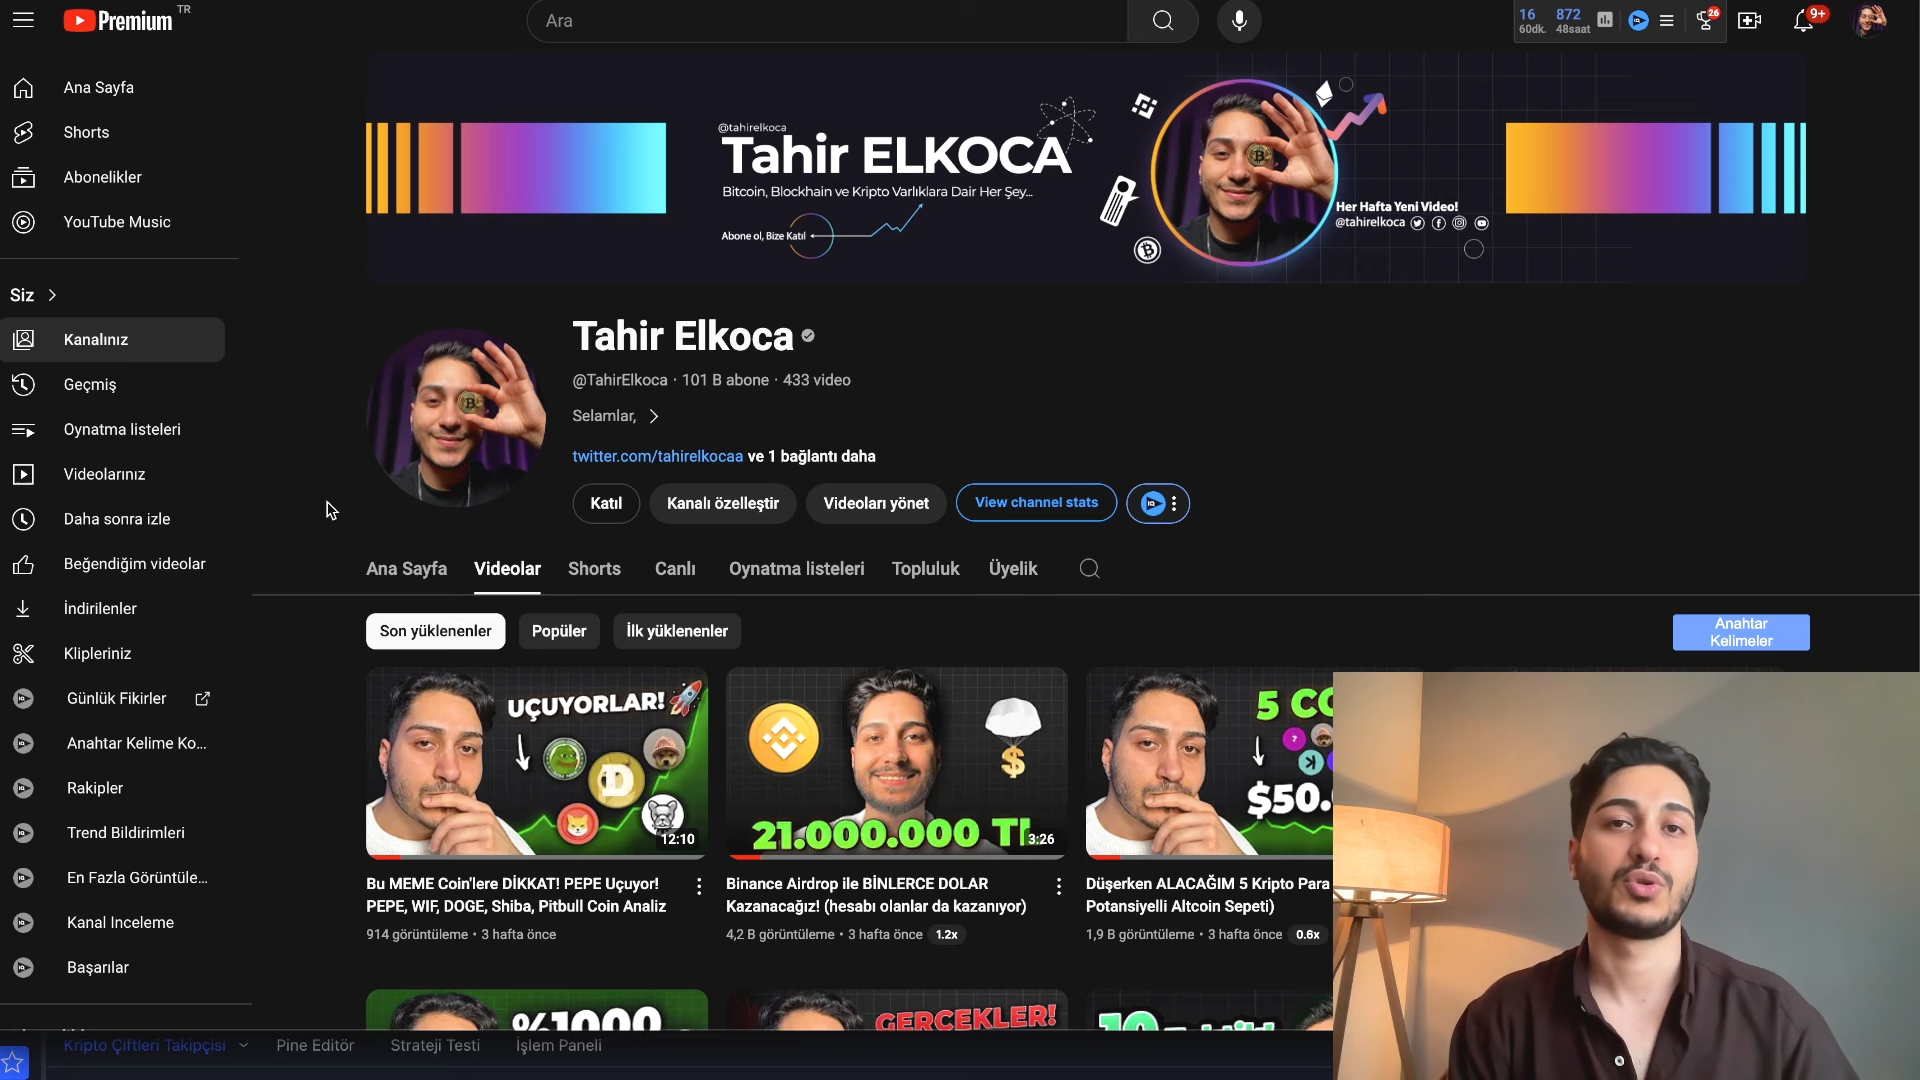 Premium TR
Ara
16
60dk.
872
48saat
26
9+
Ana Sayfa
Shorts
Abonelikler
YouTube Music
Siz
Kanalınız
Geçmiş
Oynatma listeleri
Videolarınız
Daha sonra izle
Beğendiğim videolar
İndirilenler
Klipleriniz
Günlük Fikirler
Anahtar Kelime Ko...
Rakipler
Trend Bildirimleri
En Fazla Görüntüle...
Kanal Inceleme
Başarılar
@tahirelkoca
Tahir ELKOCA
Bitcoin, Blockhain ve Kripto Varlıklara Dair Her Şey...
Abone ol, Bize Katıl
Her Hafta Yeni Video!
@tahirelkoca
Tahir Elkoca
@TahirElkoca · 101 B abone · 433 video
Selamlar,
twitter.com/tahirelkocaa ve 1 bağlantı daha
Katıl
Kanalı özelleştir
Videoları yönet
View channel stats
Ana Sayfa
Videolar
Shorts
Canlı
Oynatma listeleri
Topluluk
Üyelik
Son yüklenenler
Popüler
İlk yüklenenler
Anahtar
Kelimeler
UÇUYORLAR!
12:10
Bu MEME Coin'lere DİKKAT! PEPE Uçuyor!
PEPE, WIF, DOGE, Shiba, Pitbull Coin Analiz
914 görüntüleme • 3 hafta önce
21.000.000 TL
3:26
Binance Airdrop ile BİNLERCE DOLAR
Kazanacağız! (hesabı olanlar da kazanıyor)
4,2 B görüntüleme • 3 hafta önce 1.2x
5 CO
$50.
Düşerken ALACAĞIM 5 Kripto Para
Potansiyelli Altcoin Sepeti)
1,9 B görüntüleme • 3 hafta önce 0.6x
%1000
GERÇEKLER!
Kripto Çiftleri Takipçisi
Pine Editör
Strateji Testi
İşlem Paneli